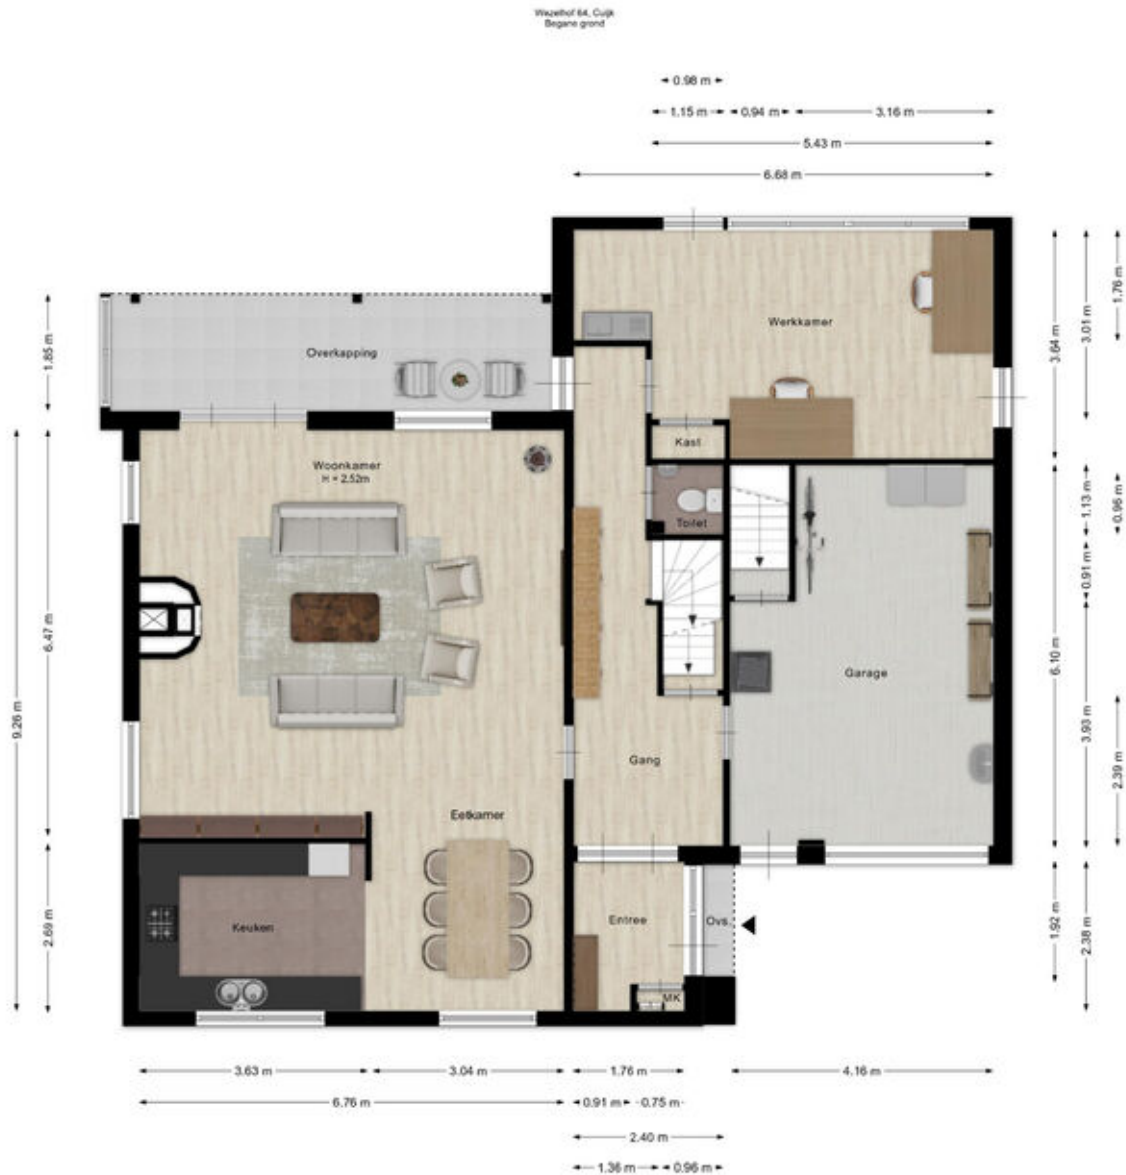 Wezelhof 64, Cuijk
Begane grond
0.98 m
1.15 m
0.94 m
3.16 m
5.43 m
6.68 m
1.85 m
6.47 m
9.26 m
2.69 m
Overkapping
Werkkamer
Kast
Woonkamer
H = 2.52m
Toilet
Garage
Gang
Eetkamer
Keuken
Entree
Ovs.
MK
3.64 m
3.01 m
1.76 m
1.13 m
0.96 m
0.91 m
6.10 m
3.93 m
2.39 m
1.92 m
2.38 m
3.63 m
3.04 m
1.76 m
4.16 m
6.76 m
0.91 m
0.75 m
2.40 m
1.36 m
0.96 m